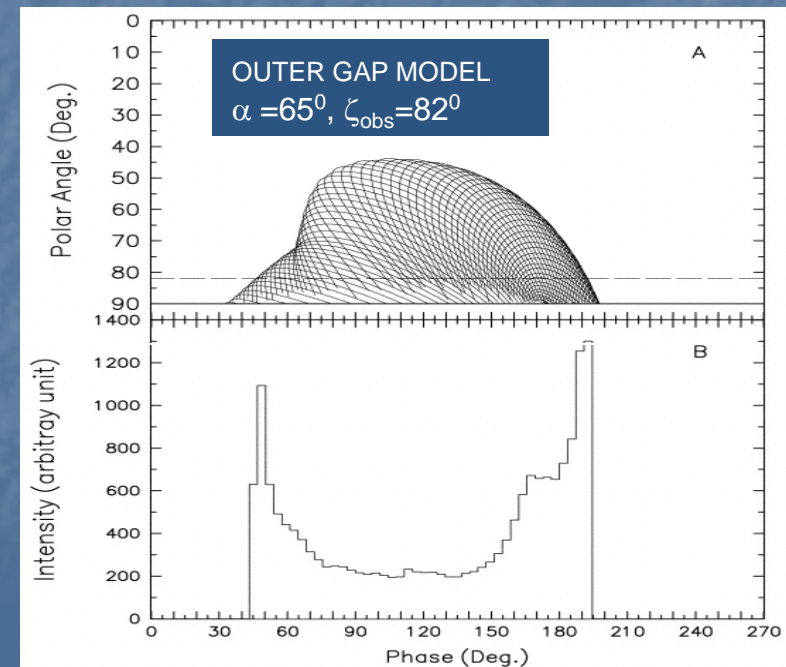 OUTER GAP MODEL
α =65⁰, ζobs=82⁰
A
Polar Angle (Deg.)
0
10
20
30
40
50
60
70
80
90
B
Intensity (arbitray unit)
1400
1200
1000
800
600
400
200
0
0 30 60 90 120 150 180 210 240 270
Phase (Deg.)